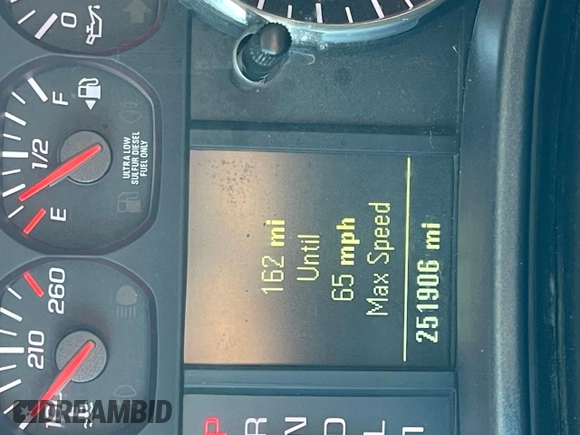 0
F
1/2
E
ULTRA LOW
SULFUR DIESEL
FUEL ONLY
260
210
162 mi
Until
65 mph
Max Speed
251906 mi
P
R
N
D
L
DREAMBID